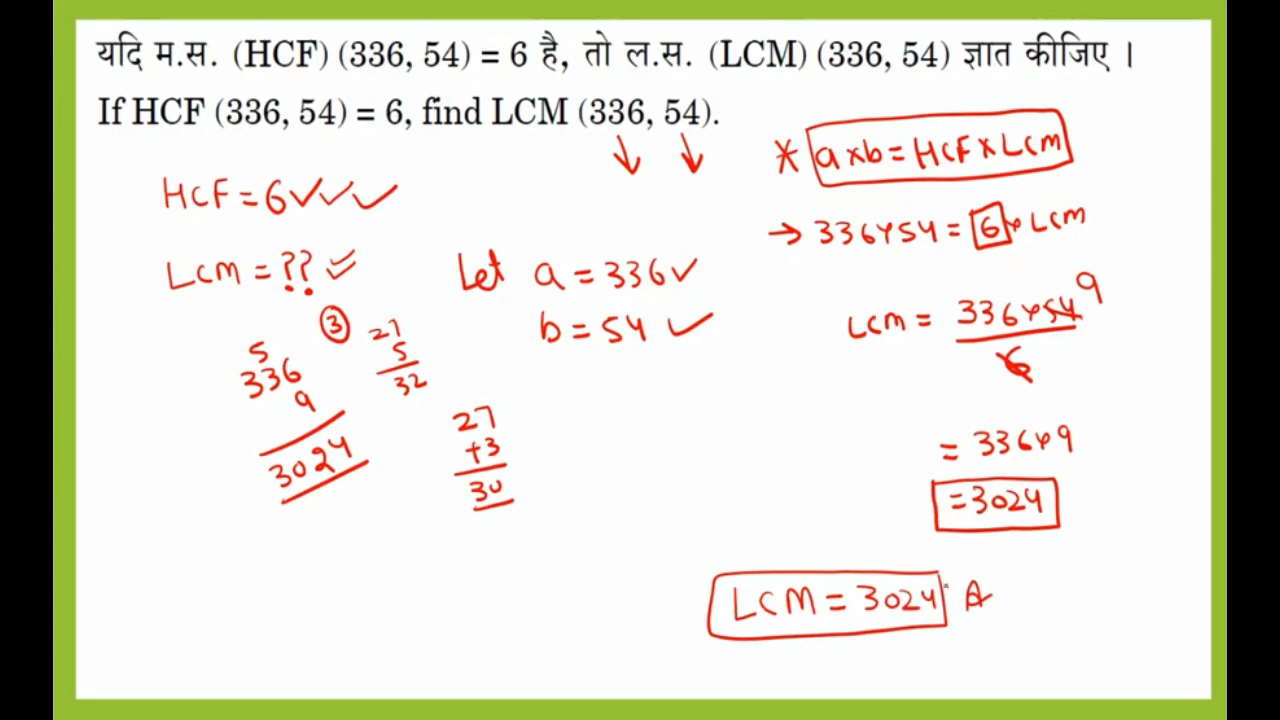 यदि म.स. (HCF) (336, 54) = 6 है, तो ल.स. (LCM) (336, 54) ज्ञात कीजिए ।
If HCF (336, 54) = 6, find LCM (336, 54).
* a×b = HCF × LCM
HCF = 6 ✓✓✓
→ 336×54 = 6 × LCM
LCM = ?? ✓
Let a = 336 ✓
b = 54 ✓
LCM = 336×54 9
6
3
5
336
9
3024
27
5
32
27
+3
30
= 336×9
= 3024
LCM = 3024